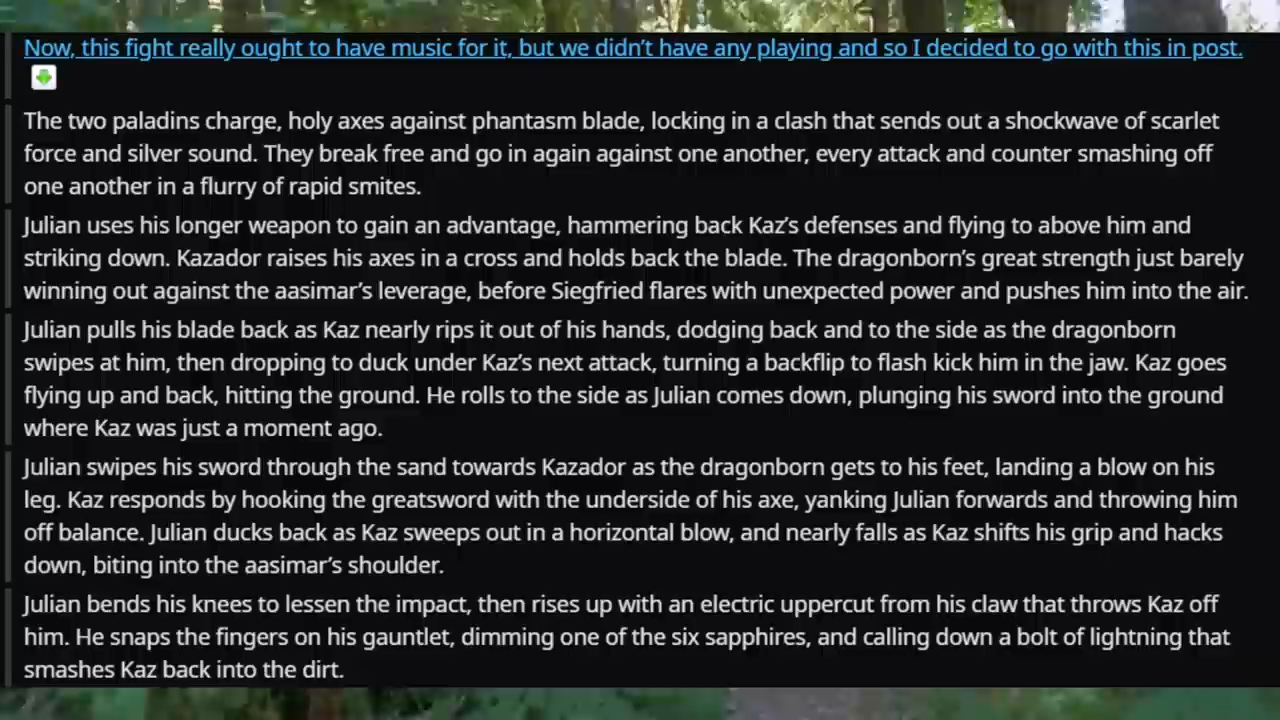 Now, this fight really ought to have music for it, but we didn’t have any playing and so I decided to go with this in post.
The two paladins charge, holy axes against phantasm blade, locking in a clash that sends out a shockwave of scarlet
force and silver sound. They break free and go in again against one another, every attack and counter smashing off
one another in a flurry of rapid smites.
Julian uses his longer weapon to gain an advantage, hammering back Kaz’s defenses and flying to above him and
striking down. Kazador raises his axes in a cross and holds back the blade. The dragonborn’s great strength just barely
winning out against the aasimar’s leverage, before Siegfried flares with unexpected power and pushes him into the air.
Julian pulls his blade back as Kaz nearly rips it out of his hands, dodging back and to the side as the dragonborn
swipes at him, then dropping to duck under Kaz’s next attack, turning a backflip to flash kick him in the jaw. Kaz goes
flying up and back, hitting the ground. He rolls to the side as Julian comes down, plunging his sword into the ground
where Kaz was just a moment ago.
Julian swipes his sword through the sand towards Kazador as the dragonborn gets to his feet, landing a blow on his
leg. Kaz responds by hooking the greatsword with the underside of his axe, yanking Julian forwards and throwing him
off balance. Julian ducks back as Kaz sweeps out in a horizontal blow, and nearly falls as Kaz shifts his grip and hacks
down, biting into the aasimar’s shoulder.
Julian bends his knees to lessen the impact, then rises up with an electric uppercut from his claw that throws Kaz off
him. He snaps the fingers on his gauntlet, dimming one of the six sapphires, and calling down a bolt of lightning that
smashes Kaz back into the dirt.